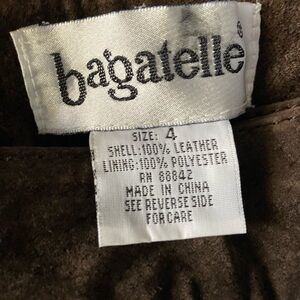 bagatelle®
SIZE: 4
SHELL:100% LEATHER
LINING:100% POLYESTER
RN 88842
MADE IN CHINA
SEE REVERSE SIDE
FOR CARE